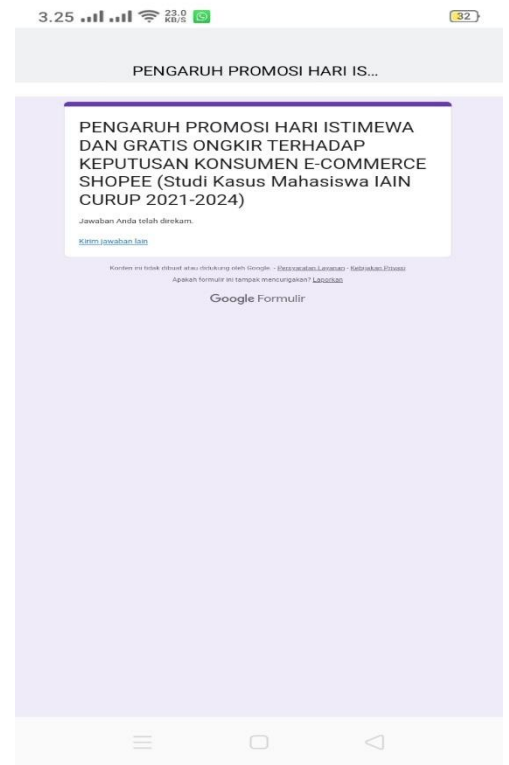 3.25 23.0 KB/S 32
PENGARUH PROMOSI HARI IS...
PENGARUH PROMOSI HARI ISTIMEWA
DAN GRATIS ONGKIR TERHADAP
KEPUTUSAN KONSUMEN E-COMMERCE
SHOPEE (Studi Kasus Mahasiswa IAIN
CURUP 2021-2024)
Jawaban Anda telah direkam.
Kirim jawaban lain
Konten ini tidak dibuat atau didukung oleh Google. - Persyaratan Layanan - Kebijakan Privasi
Apakah formulir ini tampak mencurigakan? Laporkan
Google Formulir